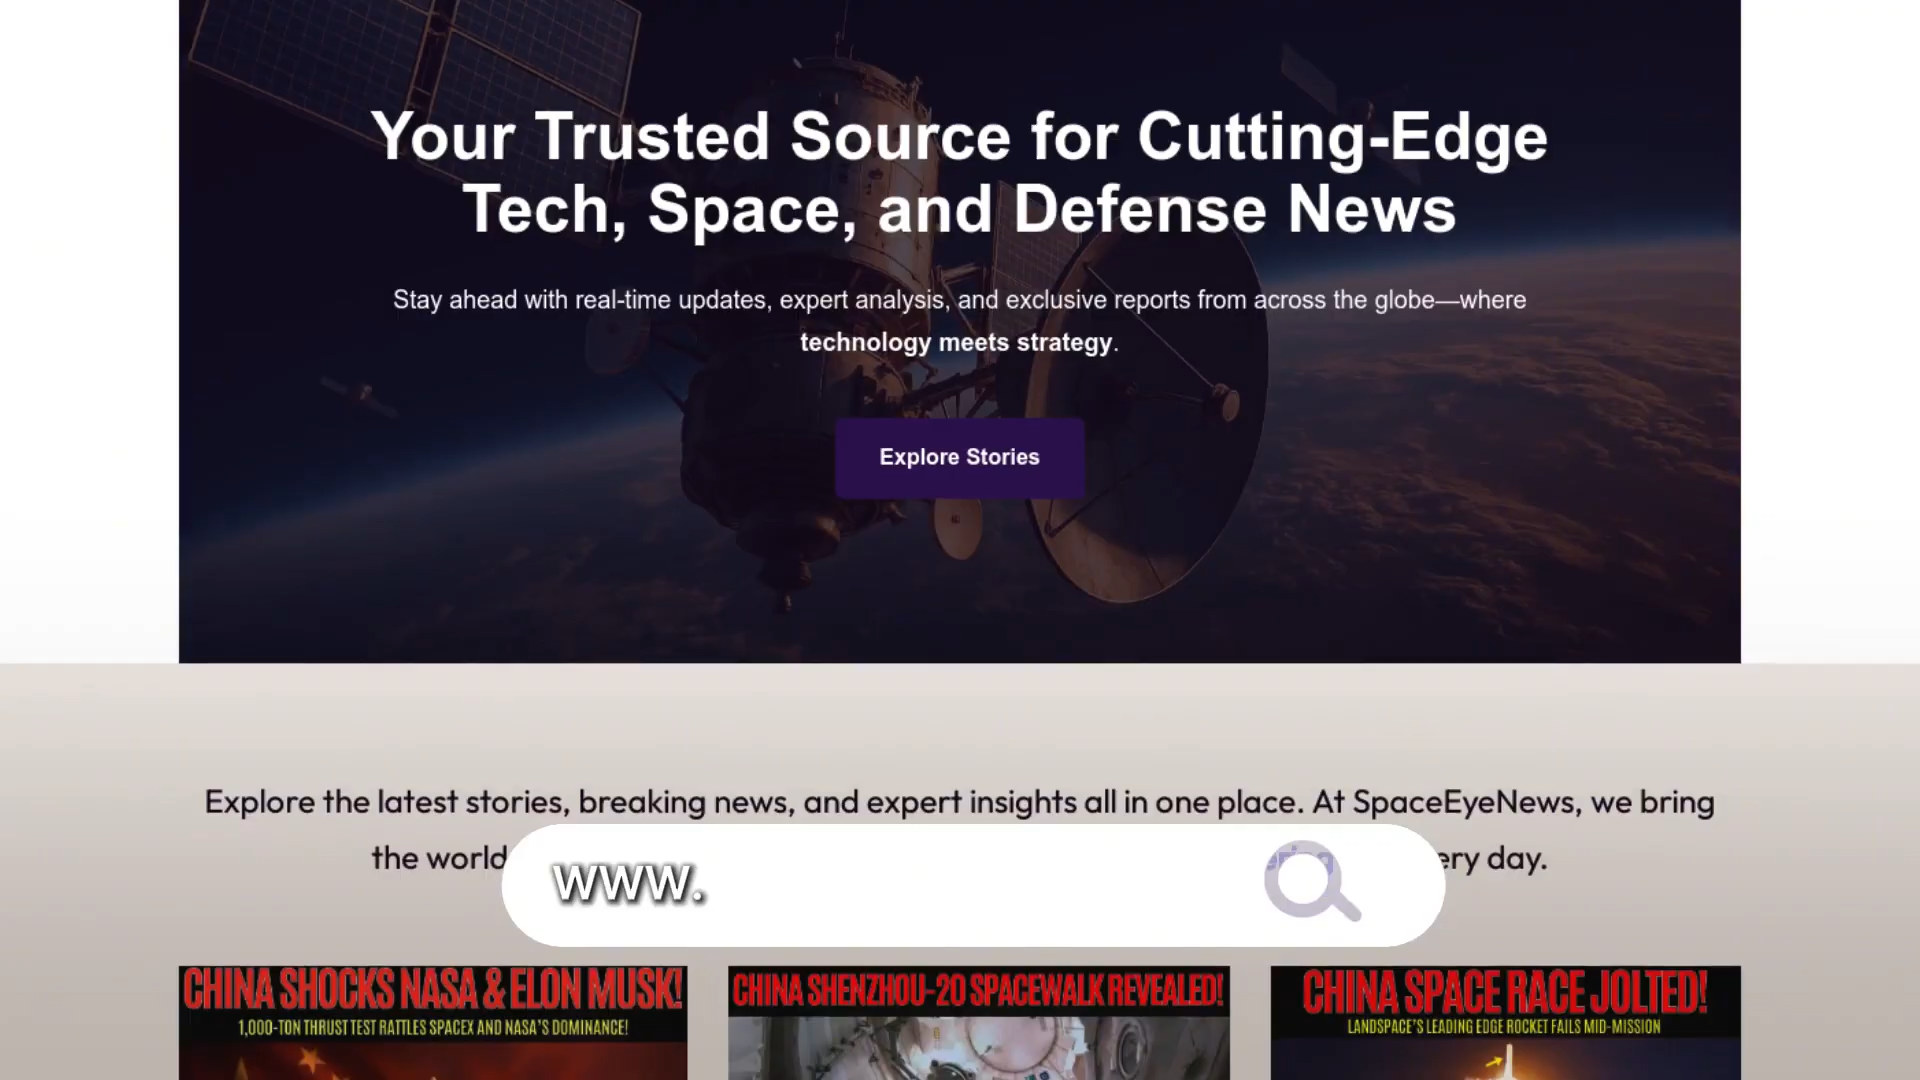 Your Trusted Source for Cutting-Edge
Tech, Space, and Defense News
Stay ahead with real-time updates, expert analysis, and exclusive reports from across the globe—where
technology meets strategy.
Explore Stories
Explore the latest stories, breaking news, and expert insights all in one place. At SpaceEyeNews, we bring
the world ery day.
www.
CHINA SHOCKS NASA & ELON MUSK!
1,000-TON THRUST TEST RATTLES SPACEX AND NASA'S DOMINANCE!
CHINA SHENZHOU-20 SPACEWALK REVEALED!
CHINA SPACE RACE JOLTED!
LANDSPACE'S LEADING EDGE ROCKET FAILS MID-MISSION